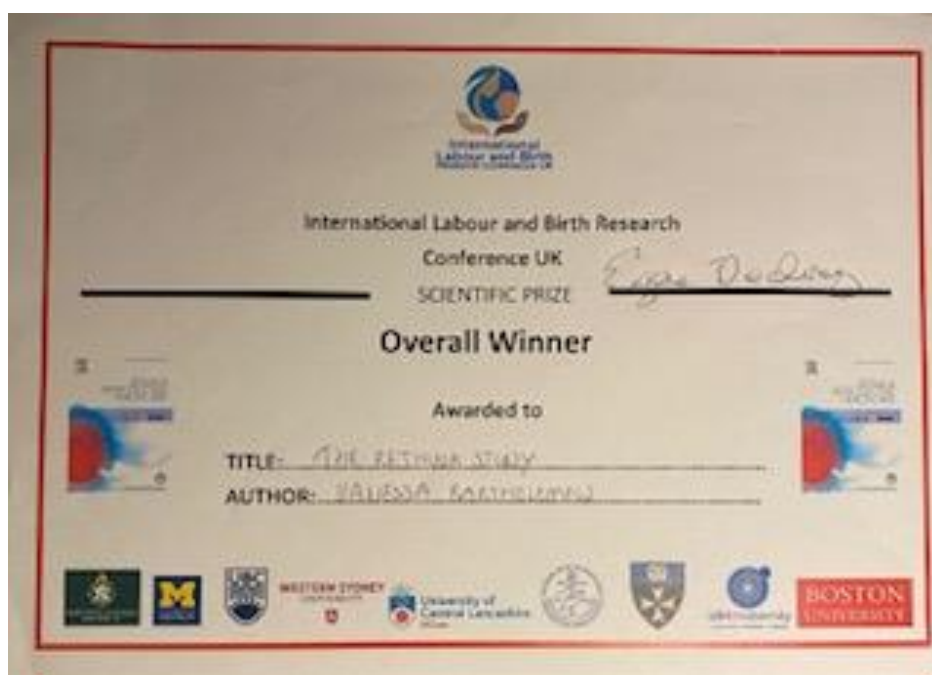 International
Labour and Birth
International Labour and Birth Research
Conference UK
SCIENTIFIC PRIZE
Overall Winner
Awarded to
TITLE: THE STUDY
AUTHOR: VANESSA BARTHOLOMEW
M
WESTERN SYDNEY
UNIVERSITY
University of
Central Lancashire
BOSTON
UNIVERSITY